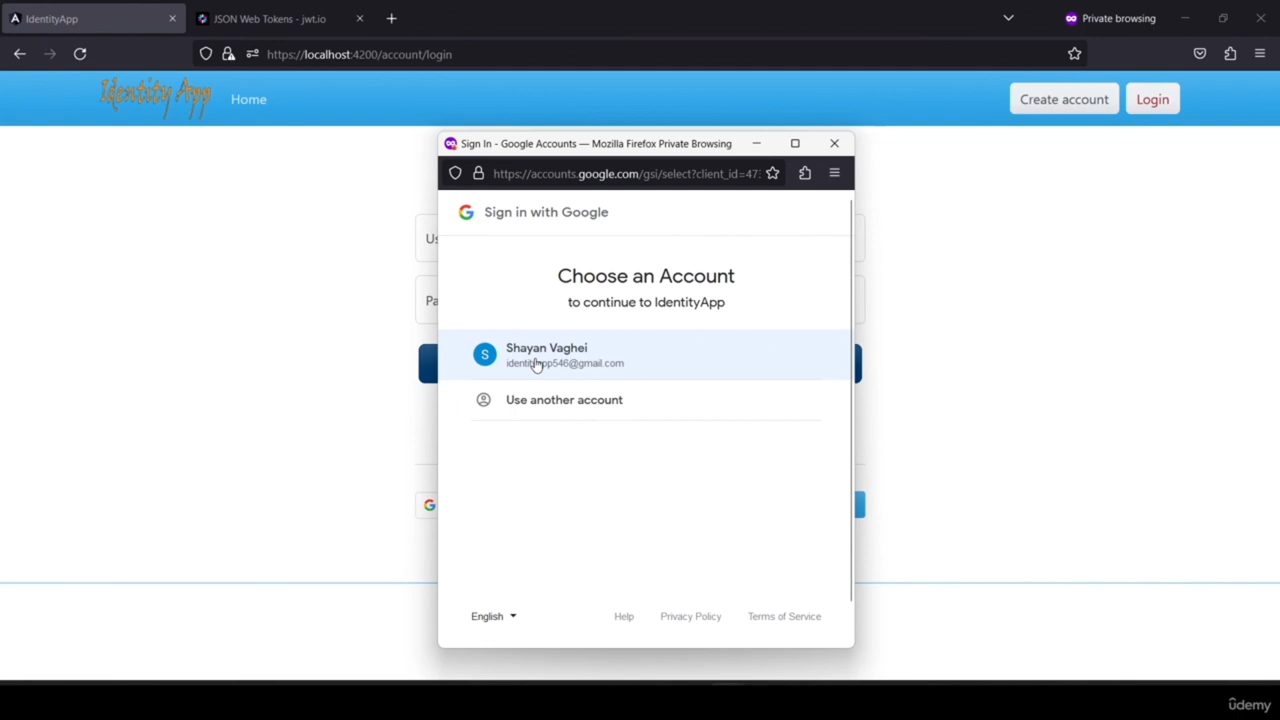 IdentityApp
JSON Web Tokens - jwt.io
Private browsing
https://localhost:4200/account/login
Identity App
Home
Create account
Login
Sign In - Google Accounts — Mozilla Firefox Private Browsing
https://accounts.google.com/gsi/select?client_id=47
Sign in with Google
Choose an Account
to continue to IdentityApp
S
Shayan Vaghei
Us
Pa
Use another account
English
Help
Privacy Policy
Terms of Service
ûdemy